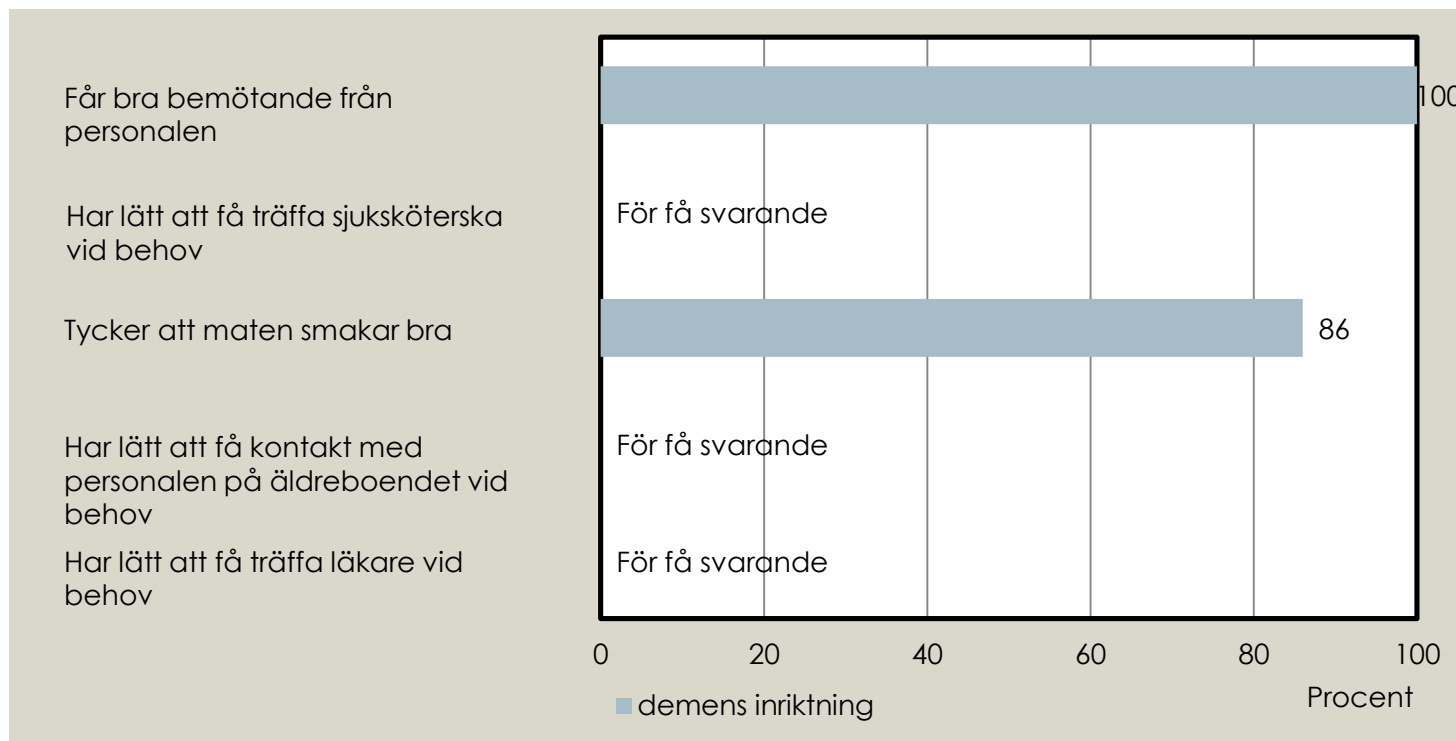 Får bra bemötande från
personalen
100
Har lätt att få träffa sjuksköterska
vid behov
För få svarande
Tycker att maten smakar bra
86
Har lätt att få kontakt med
personalen på äldreboendet vid
behov
För få svarande
Har lätt att få träffa läkare vid
behov
För få svarande
0 20 40 60 80 100
demens inriktning
Procent